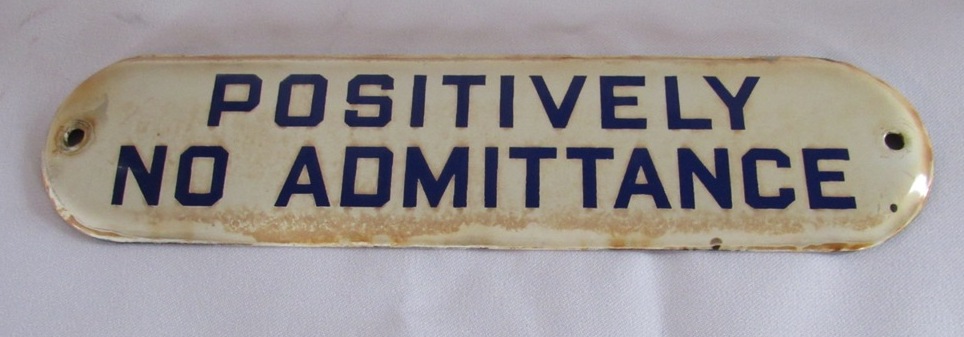 POSITIVELY
NO ADMITTANCE